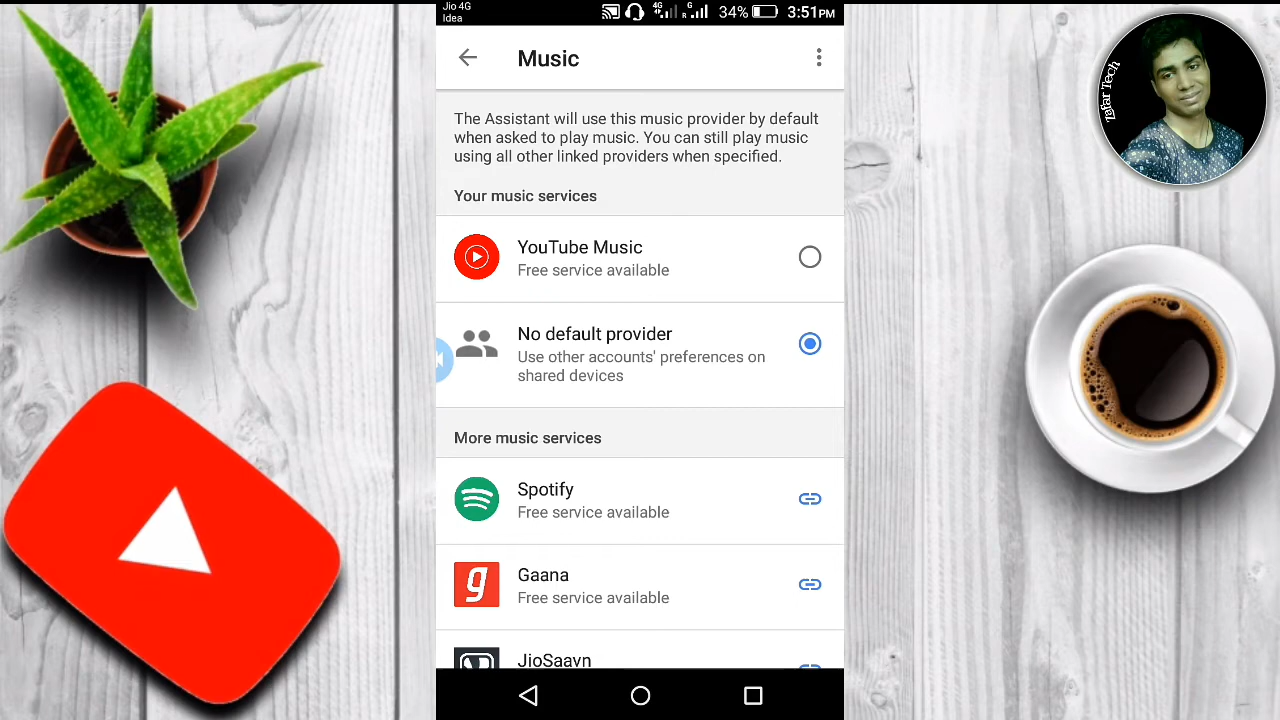 Jio 4G
Idea
4G
R
G
34%
3:51PM
Music
The Assistant will use this music provider by default
when asked to play music. You can still play music
using all other linked providers when specified.
Your music services
YouTube Music
Free service available
No default provider
Use other accounts' preferences on
shared devices
More music services
Spotify
Free service available
g
Gaana
Free service available
JioSaavn
Zafar Tech